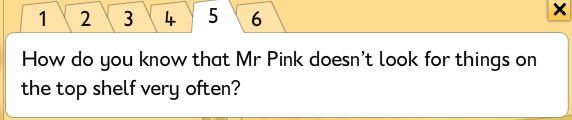 1 2 3 4 5 6
How do you know that Mr Pink doesn't look for things on
the top shelf very often?